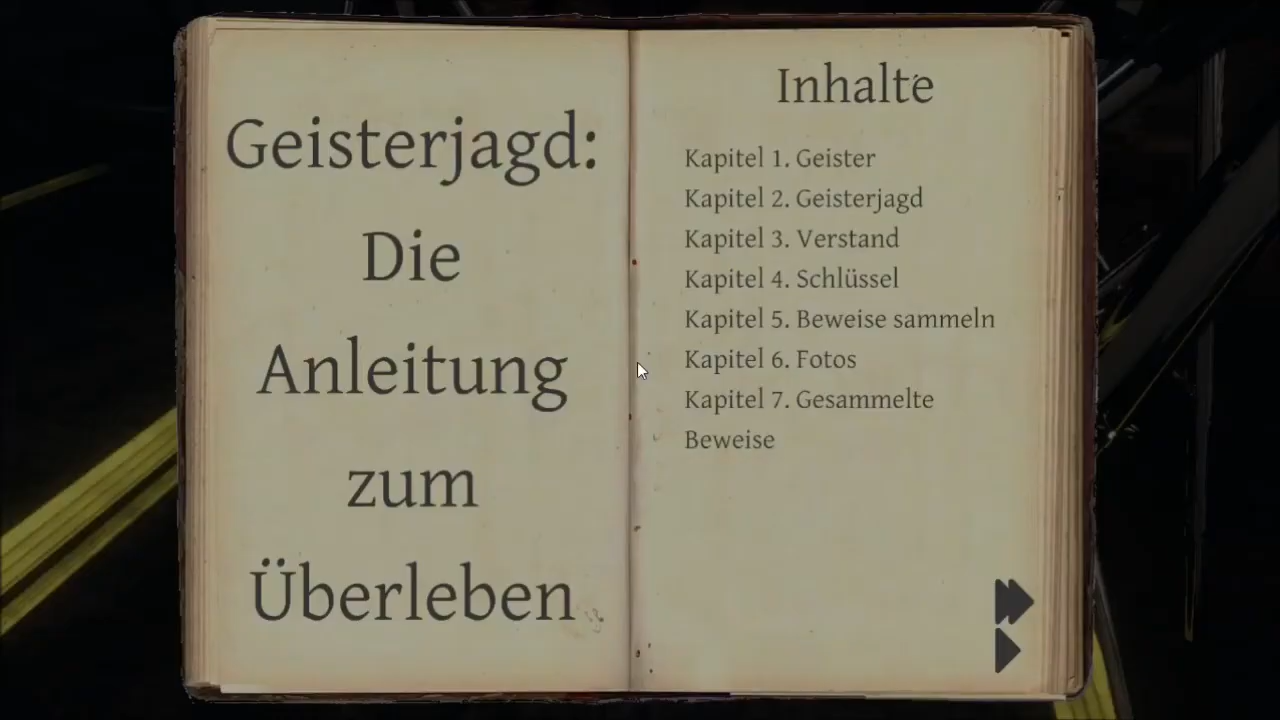 Geisterjagd:
Die
Anleitung
zum
Überleben
Inhalte
Kapitel 1. Geister
Kapitel 2. Geisterjagd
Kapitel 3. Verstand
Kapitel 4. Schlüssel
Kapitel 5. Beweise sammeln
Kapitel 6. Fotos
Kapitel 7. Gesammelte
Beweise